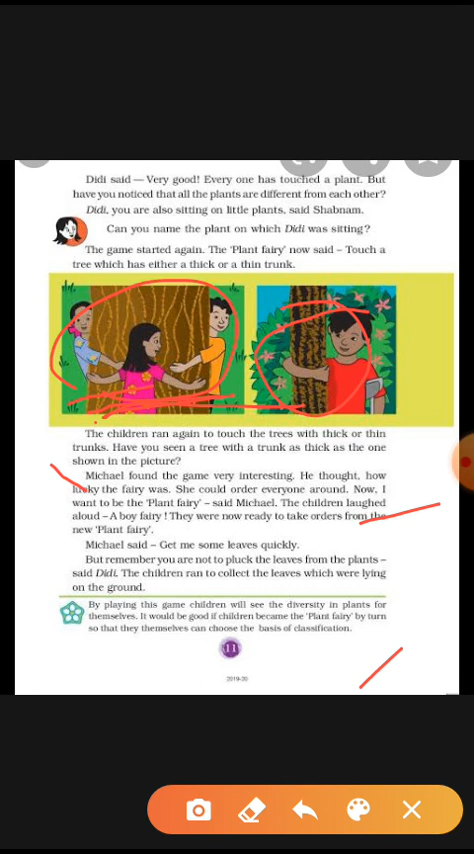 Didi said — Very good! Every one has touched a plant. But
have you noticed that all the plants are different from each other?
Didi, you are also sitting on little plants, said Shabnam.
Can you name the plant on which Didi was sitting?
The game started again. The 'Plant fairy' now said – Touch a
tree which has either a thick or a thin trunk.
The children ran again to touch the trees with thick or thin
trunks. Have you seen a tree with a trunk as thick as the one
shown in the picture?
Michael found the game very interesting. He thought, how
lucky the fairy was. She could order everyone around. Now, I
want to be the 'Plant fairy' – said Michael. The children laughed
aloud – A boy fairy ! They were now ready to take orders from the
new 'Plant fairy'.
Michael said – Get me some leaves quickly.
But remember you are not to pluck the leaves from the plants –
said Didi. The children ran to collect the leaves which were lying
on the ground.
By playing this game children will see the diversity in plants for
themselves. It would be good if children became the 'Plant fairy' by turn
so that they themselves can choose the basis of classification.
11
2019-20